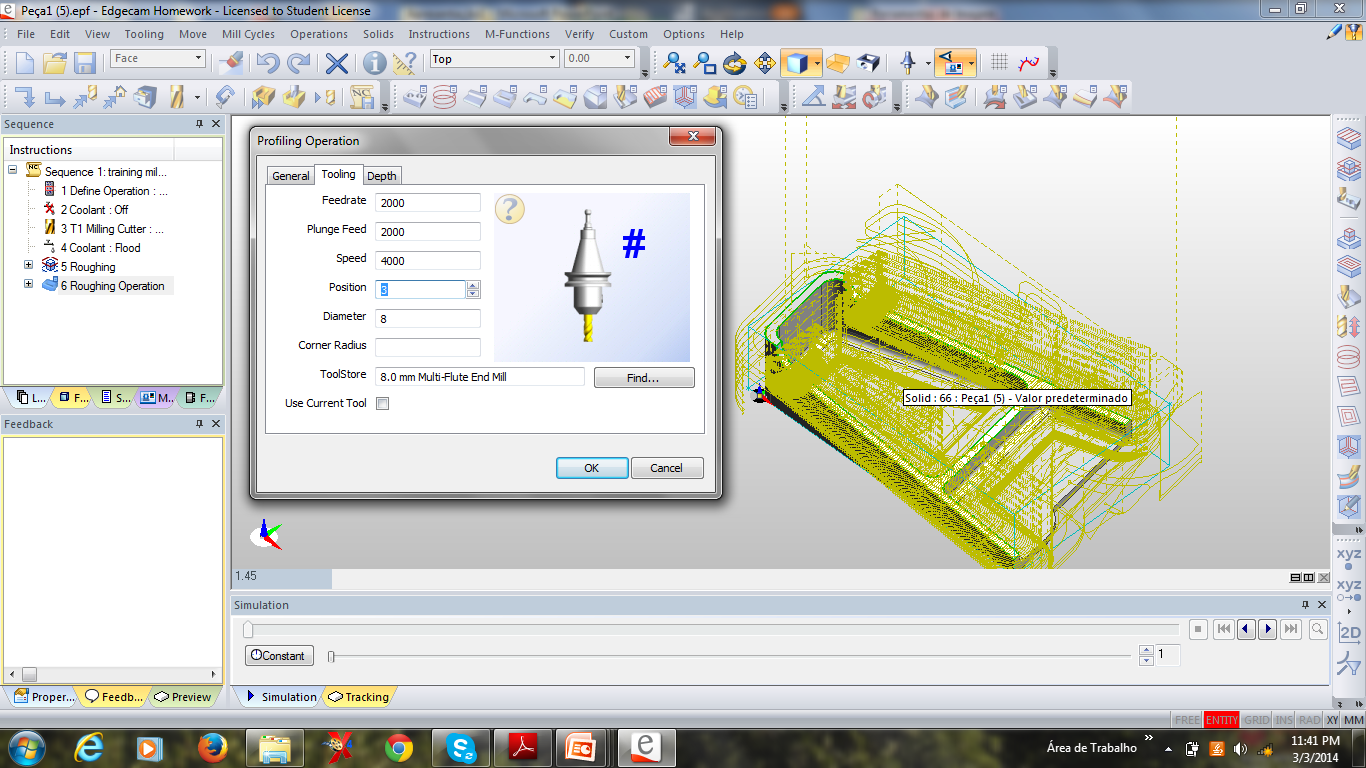 Peça1 (5).epf - Edgecam Homework - Licensed to Student License
File Edit View Tooling Move Mill Cycles Operations Solids Instructions M-Functions Verify Custom Options Help
Face Top 0.00
Sequence
Instructions
Sequence 1: training mil...
1 Define Operation : ...
2 Coolant : Off
3 T1 Milling Cutter : ...
4 Coolant : Flood
5 Roughing
6 Roughing Operation
L... F... S... M... F...
Feedback
Proper... Feedb... Preview
Profiling Operation
General Tooling Depth
Feedrate 2000
Plunge Feed 2000
Speed 4000
Position 3
Diameter 8
Corner Radius
ToolStore 8.0 mm Multi-Flute End Mill Find...
Use Current Tool
?
#
OK Cancel
Solid : 66 : Peça1 (5) - Valor predeterminado
1.45
Simulation
Constant 1
Simulation Tracking
xyz
xyz
2D
FREE ENTITY GRID INS RAD XY MM
Área de Trabalho
11:41 PM
3/3/2014